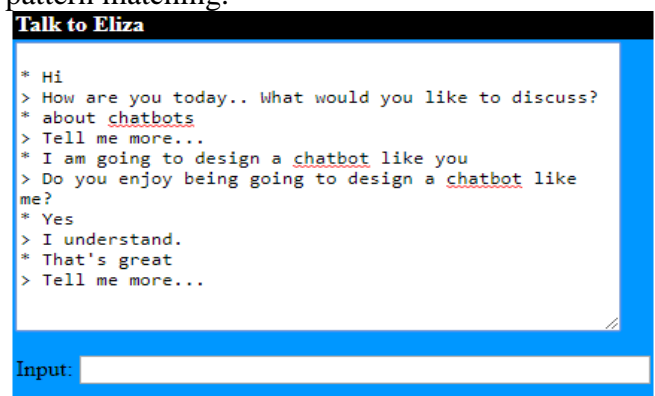 pattern matching.
Talk to Eliza
* Hi
> How are you today.. What would you like to discuss?
* about chatbots
> Tell me more...
* I am going to design a chatbot like you
> Do you enjoy being going to design a chatbot like
me?
* Yes
> I understand.
* That's great
> Tell me more...
Input: